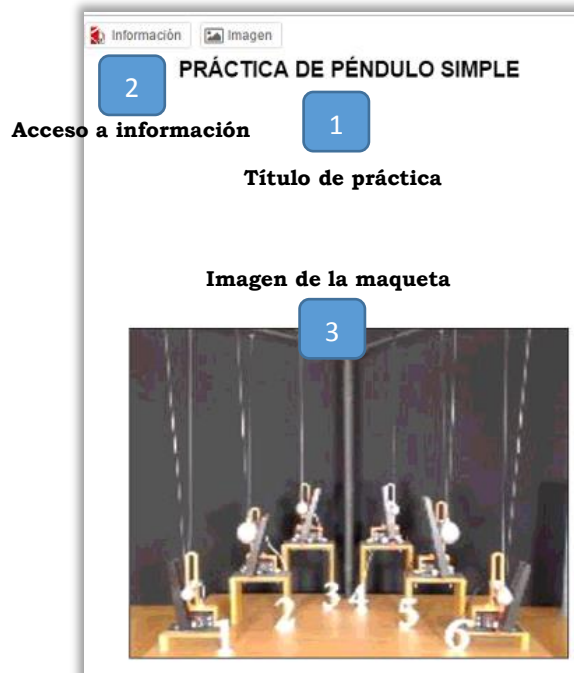 Información Imagen
PRÁCTICA DE PÉNDULO SIMPLE
2
Acceso a información
1
Título de práctica
Imagen de la maqueta
3
1 2 3 4 5 6